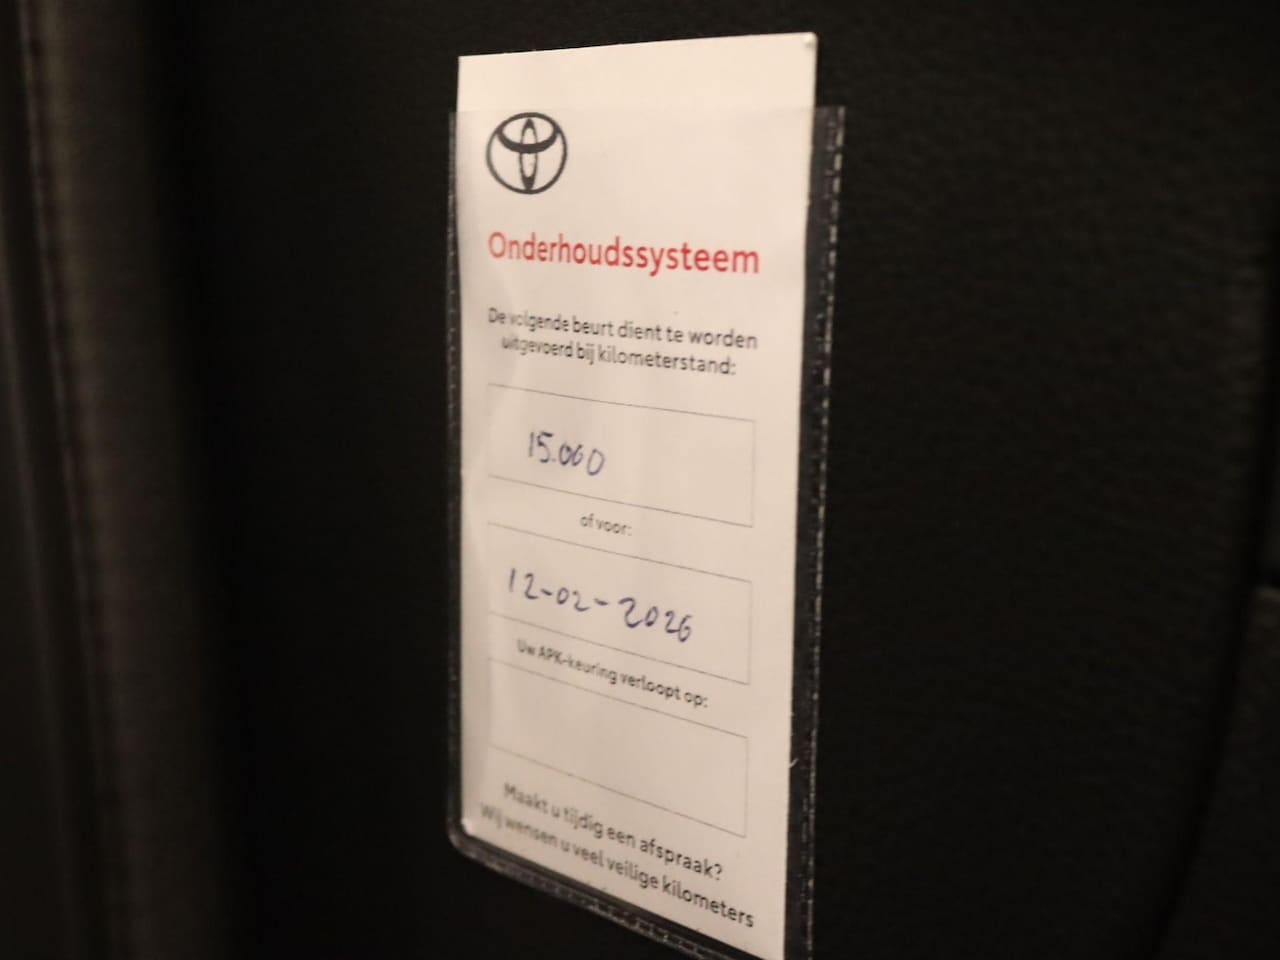 Onderhoudssysteem
De volgende beurt dient te worden
uitgevoerd bij kilometerstand:
15.000
of voor:
12-02-2026
Uw APK-keuring verloopt op:
Maakt u tijdig een afspraak?
Wij wensen u veel veilige kilometers